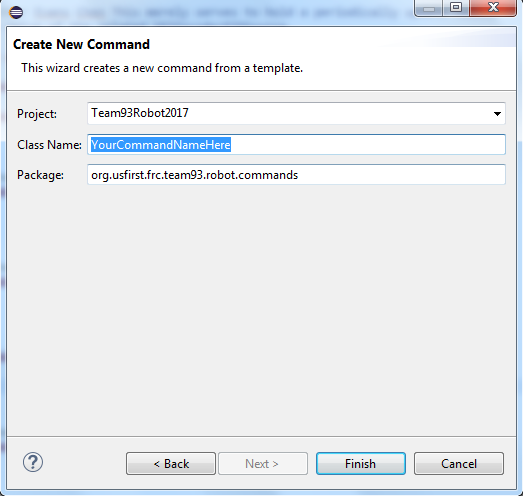 Create New Command
This wizard creates a new command from a template.
Project: Team93Robot2017
Class Name: YourCommandNameHere
Package: org.usfirst.frc.team93.robot.commands
? < Back Next > Finish Cancel